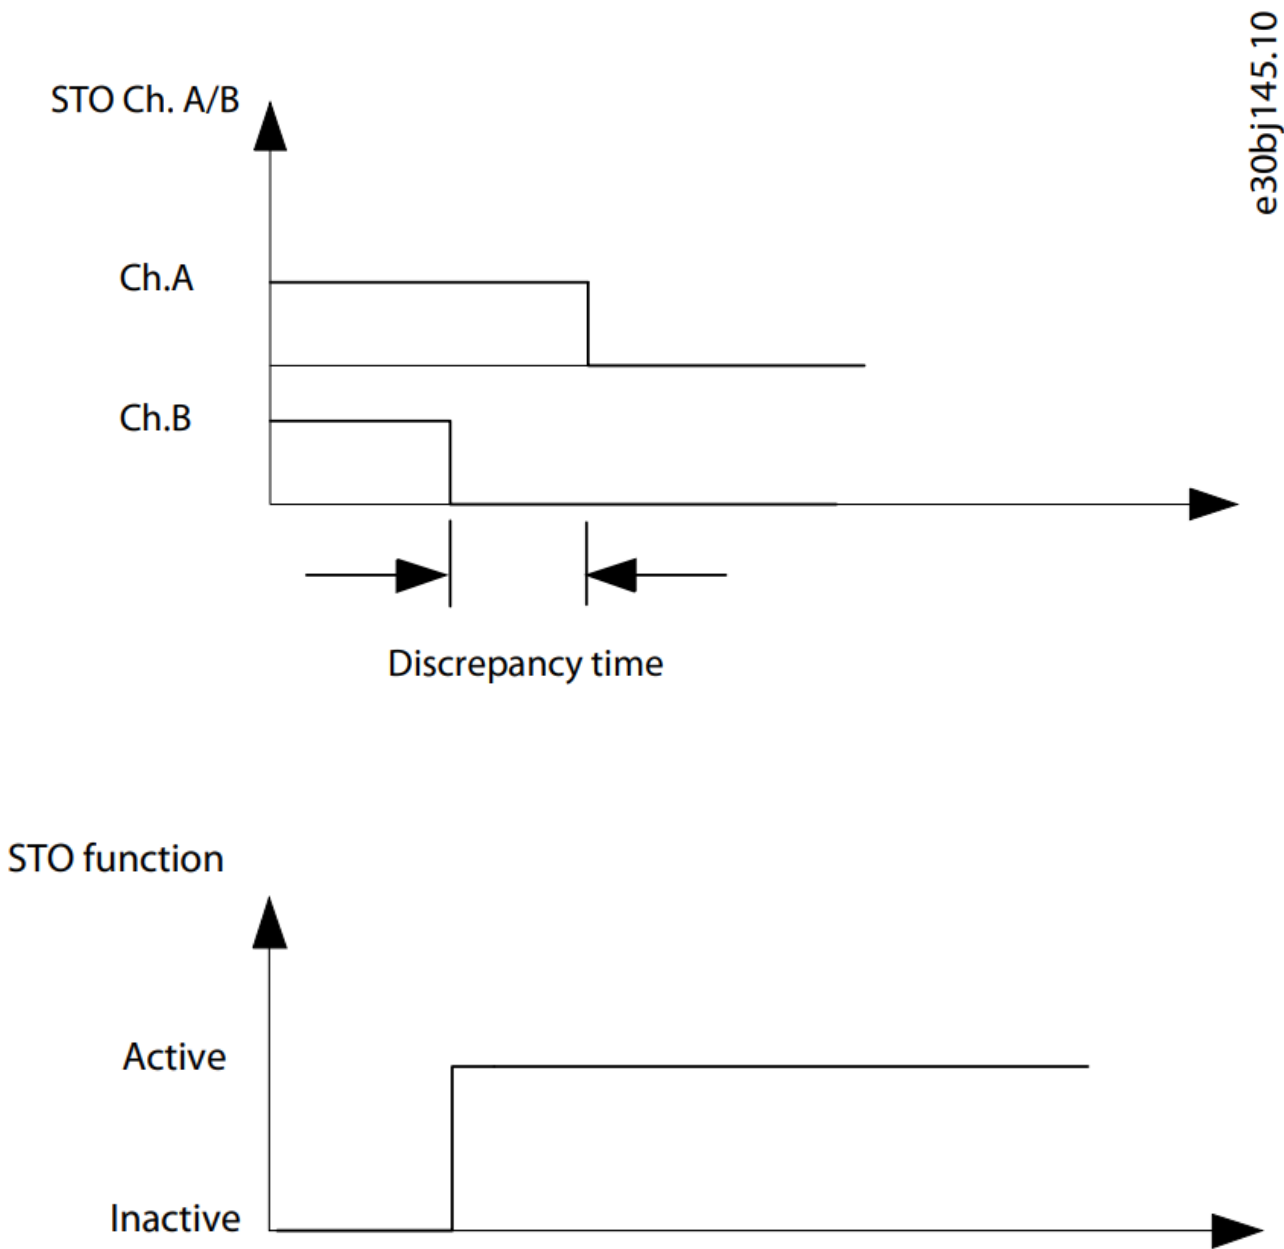 e30bj145.10
STO Ch. A/B
Ch.A
Ch.B
Discrepancy time
STO function
Active
Inactive